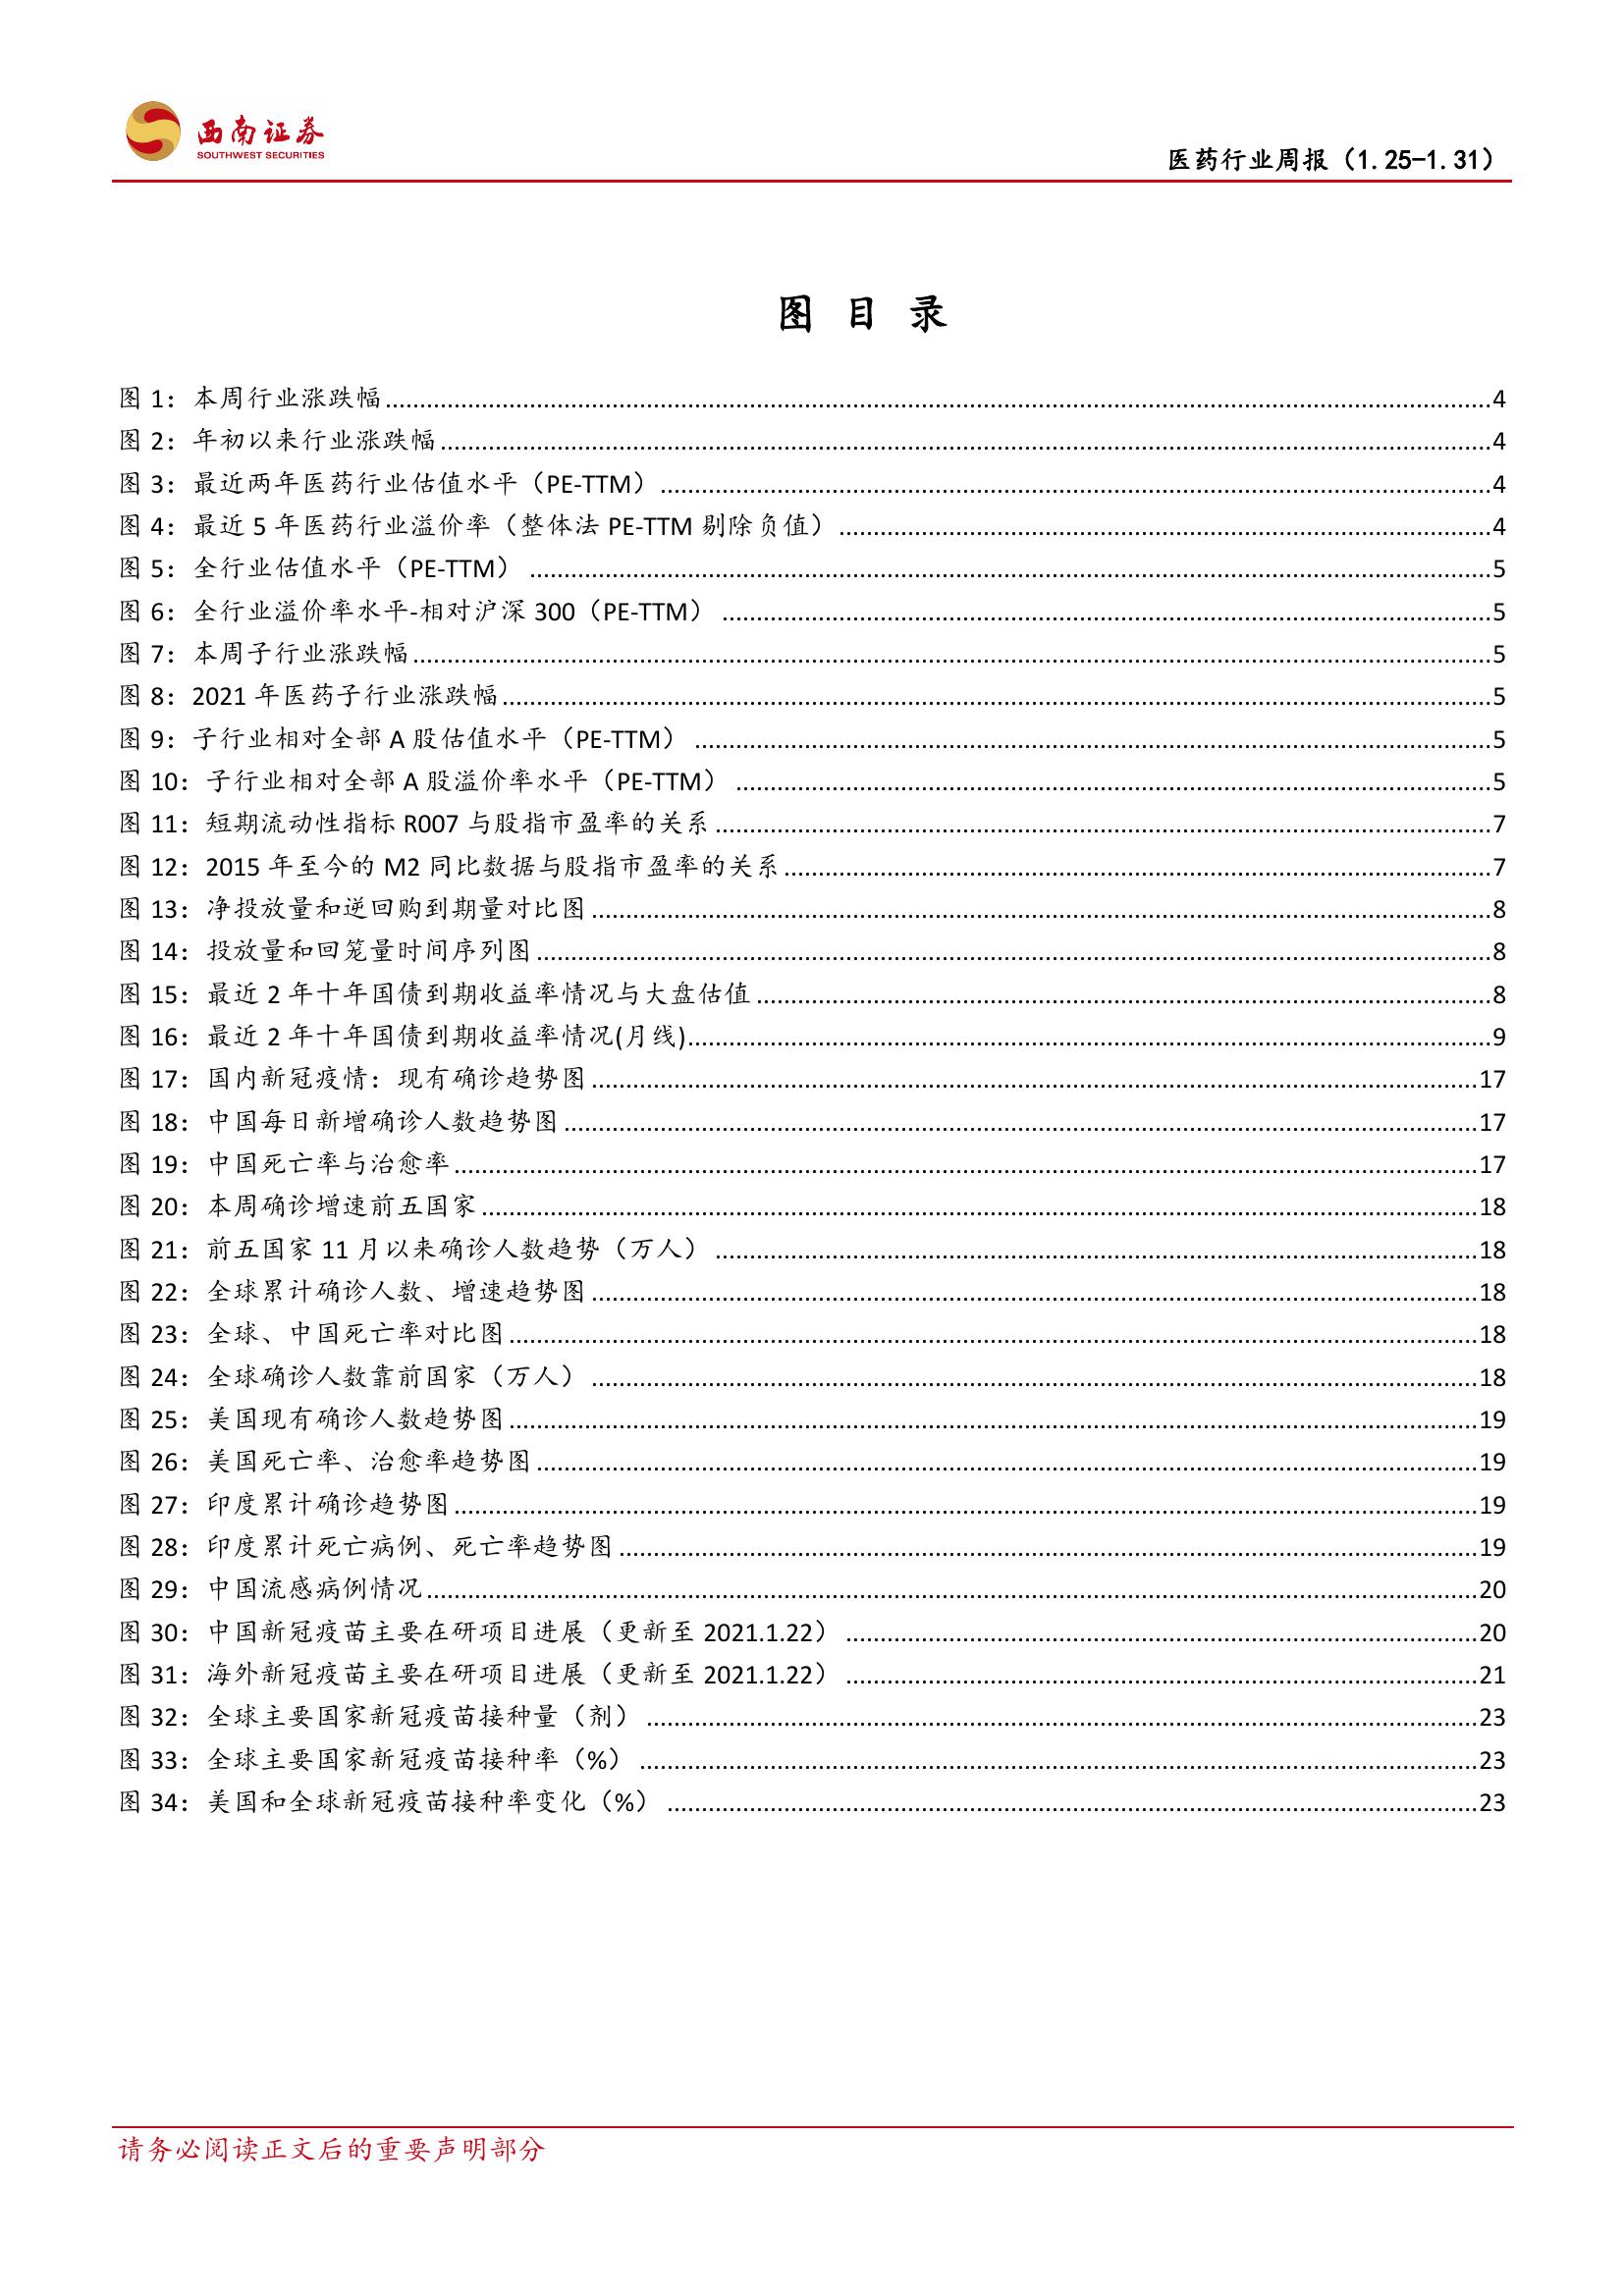 西南证券
SOUTHWEST SECURITIES
医药行业周报（1.25-1.31）
图 目 录
图 1：本周行业涨跌幅........4
图 2：年初以来行业涨跌幅........4
图 3：最近两年医药行业估值水平（PE-TTM）........4
图 4：最近 5 年医药行业溢价率（整体法 PE-TTM 剔除负值）........4
图 5：全行业估值水平（PE-TTM）........5
图 6：全行业溢价率水平-相对沪深 300（PE-TTM）........5
图 7：本周子行业涨跌幅........5
图 8：2021 年医药子行业涨跌幅........5
图 9：子行业相对全部 A 股估值水平（PE-TTM）........5
图 10：子行业相对全部 A 股溢价率水平（PE-TTM）........5
图 11：短期流动性指标 R007 与股指市盈率的关系........7
图 12：2015 年至今的 M2 同比数据与股指市盈率的关系........7
图 13：净投放量和逆回购到期量对比图........8
图 14：投放量和回笼量时间序列图........8
图 15：最近 2 年十年国债到期收益率情况与大盘估值........8
图 16：最近 2 年十年国债到期收益率情况(月线)........9
图 17：国内新冠疫情：现有确诊趋势图........17
图 18：中国每日新增确诊人数趋势图........17
图 19：中国死亡率与治愈率........17
图 20：本周确诊增速前五国家........18
图 21：前五国家 11 月以来确诊人数趋势（万人）........18
图 22：全球累计确诊人数、增速趋势图........18
图 23：全球、中国死亡率对比图........18
图 24：全球确诊人数靠前国家（万人）........18
图 25：美国现有确诊人数趋势图........19
图 26：美国死亡率、治愈率趋势图........19
图 27：印度累计确诊趋势图........19
图 28：印度累计死亡病例、死亡率趋势图........19
图 29：中国流感病例情况........20
图 30：中国新冠疫苗主要在研项目进展（更新至 2021.1.22）........20
图 31：海外新冠疫苗主要在研项目进展（更新至 2021.1.22）........21
图 32：全球主要国家新冠疫苗接种量（剂）........23
图 33：全球主要国家新冠疫苗接种率（%）........23
图 34：美国和全球新冠疫苗接种率变化（%）........23
请务必阅读正文后的重要声明部分